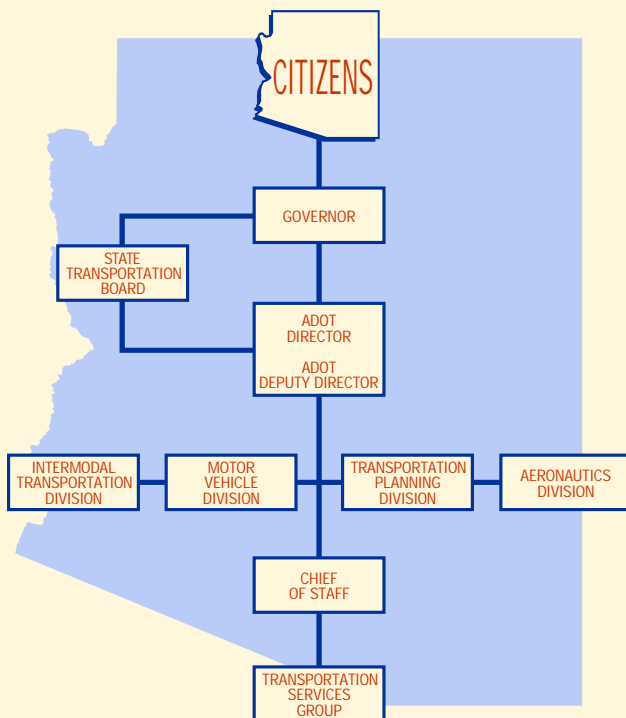 CITIZENS
GOVERNOR
STATE
TRANSPORTATION
BOARD
ADOT
DIRECTOR
ADOT
DEPUTY DIRECTOR
INTERMODAL
TRANSPORTATION
DIVISION
MOTOR
VEHICLE
DIVISION
TRANSPORTATION
PLANNING
DIVISION
AERONAUTICS
DIVISION
CHIEF
OF STAFF
TRANSPORTATION
SERVICES
GROUP